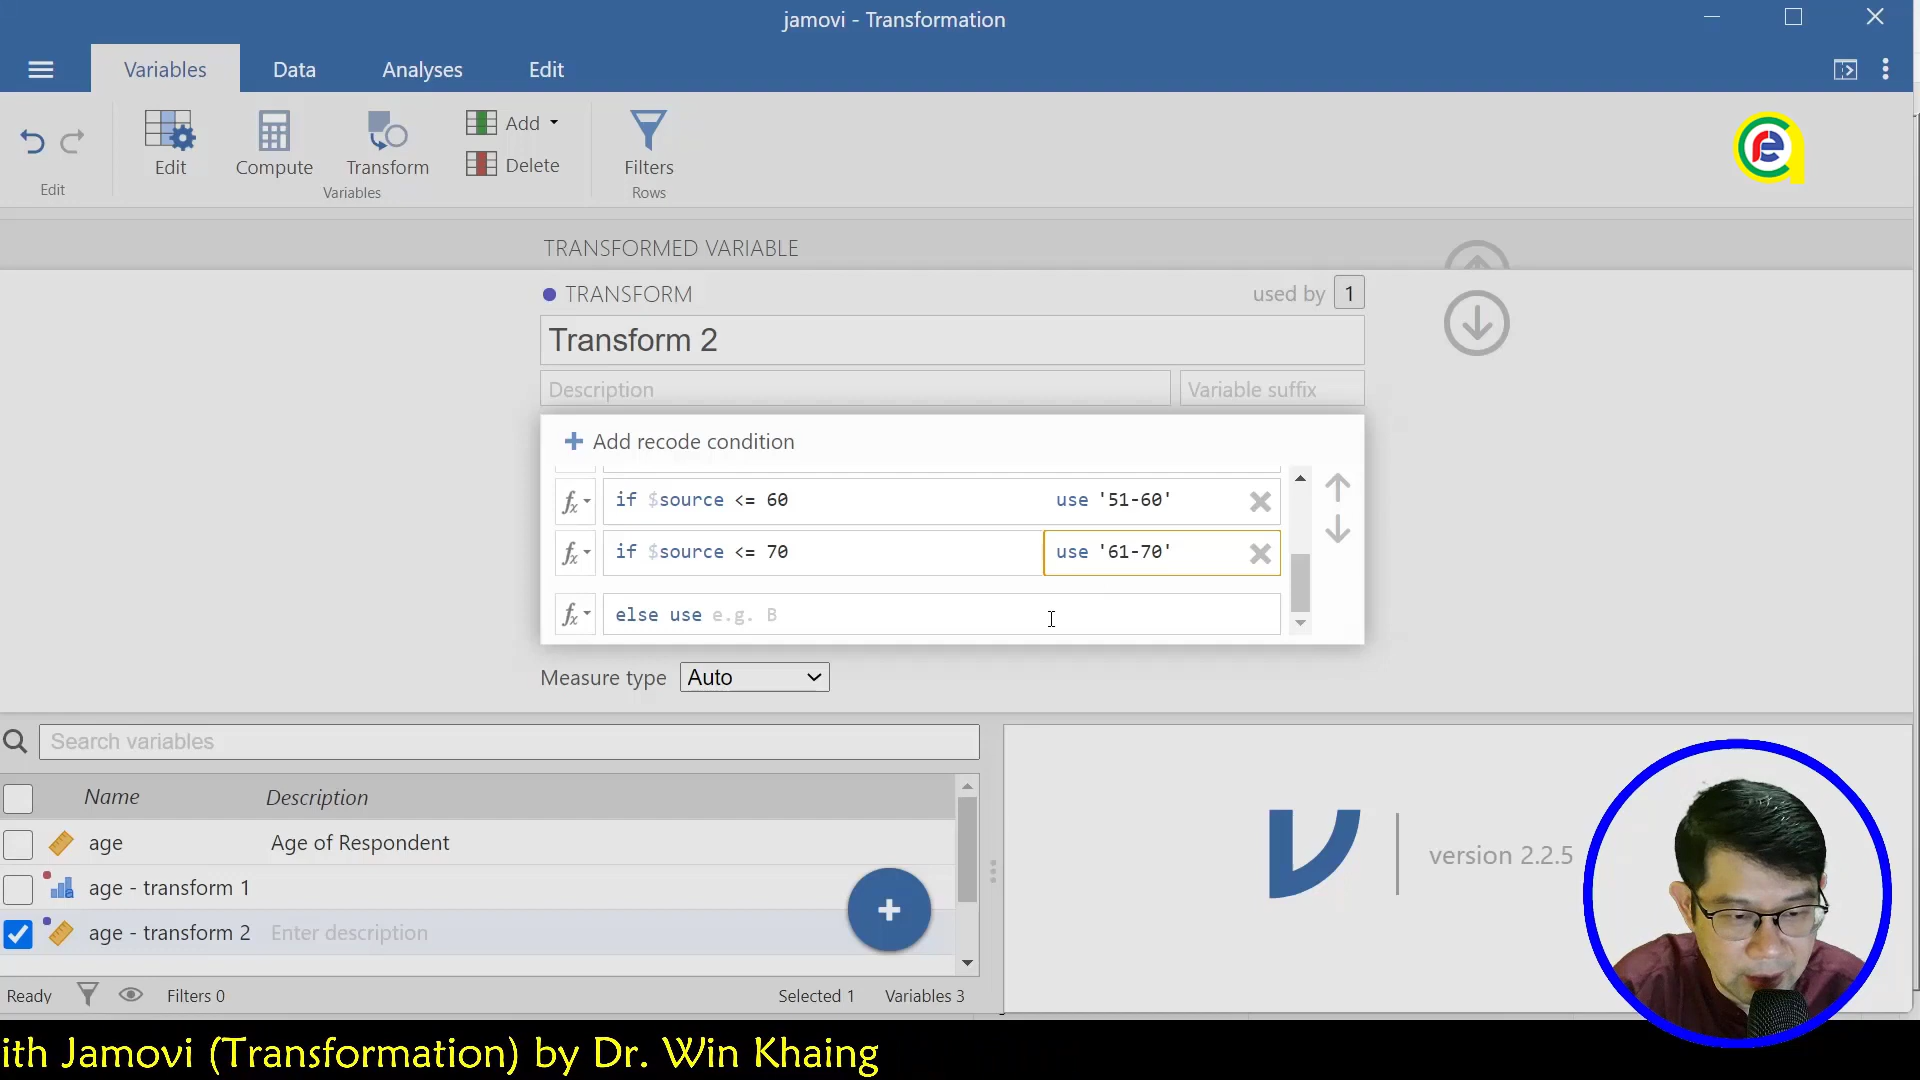 jamovi - Transformation
Variables
Data
Analyses
Edit
Edit
Compute
Transform
Add
Delete
Filters
Edit
Variables
Rows
TRANSFORMED VARIABLE
TRANSFORM
used by 1
Transform 2
Description
Variable suffix
+ Add recode condition
fx if $source <= 60 use '51-60'
fx if $source <= 70 use '61-70'
fx else use e.g. B
Measure type Auto
Search variables
Name Description
age Age of Respondent
age - transform 1
age - transform 2 Enter description
version 2.2.5
Ready Filters 0 Selected 1 Variables 3
ith Jamovi (Transformation) by Dr. Win Khaing